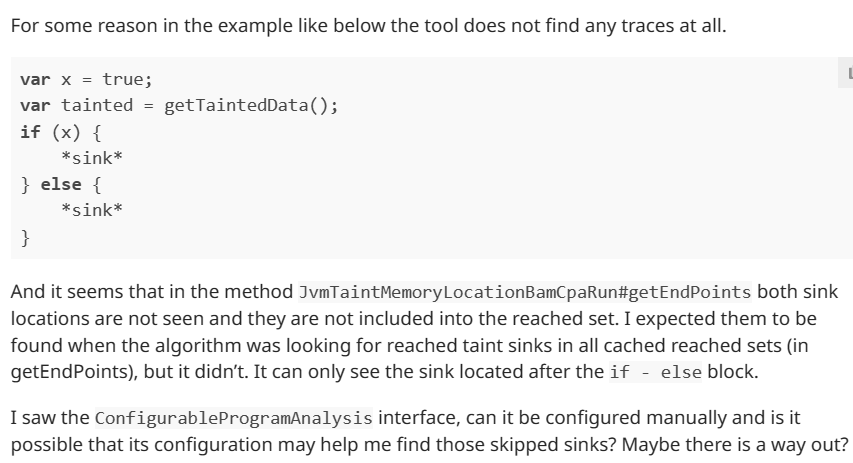 For some reason in the example like below the tool does not find any traces at all.
var x = true;
var tainted = getTaintedData();
if (x) {
    *sink*
} else {
    *sink*
}
And it seems that in the method JvmTaintMemoryLocationBamCpaRun#getEndPoints both sink
locations are not seen and they are not included into the reached set. I expected them to be
found when the algorithm was looking for reached taint sinks in all cached reached sets (in
getEndPoints), but it didn’t. It can only see the sink located after the if - else block.
I saw the ConfigurableProgramAnalysis interface, can it be configured manually and is it
possible that its configuration may help me find those skipped sinks? Maybe there is a way out?